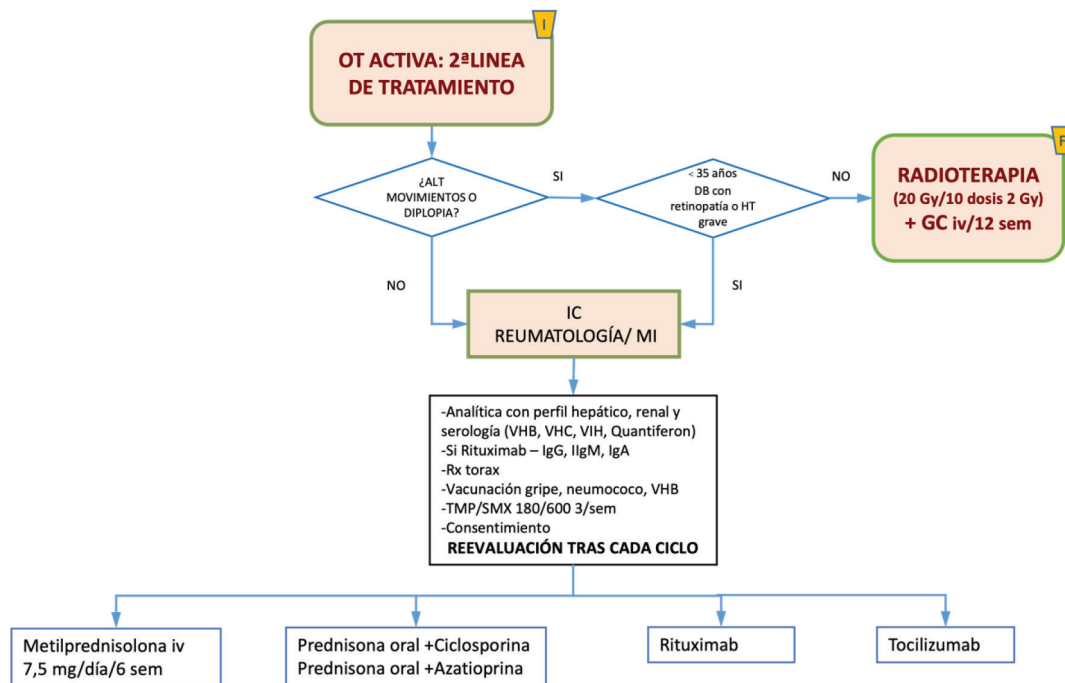 I
OT ACTIVA: 2ªLINEA
DE TRATAMIENTO
¿ALT
MOVIMIENTOS O
DIPLOPIA?
SI
< 35 años
DB con
retinopatía o HT
grave
NO
RADIOTERAPIA
(20 Gy/10 dosis 2 Gy)
+ GC iv/12 sem
NO
SI
IC
REUMATOLOGÍA/ MI
-Analítica con perfil hepático, renal y
serología (VHB, VHC, VIH, Quantiferon)
-Si Rituximab – IgG, IIgM, IgA
-Rx torax
-Vacunación gripe, neumococo, VHB
-TMP/SMX 180/600 3/sem
-Consentimiento
REEVALUACIÓN TRAS CADA CICLO
Metilprednisolona iv
7,5 mg/día/6 sem
Prednisona oral +Ciclosporina
Prednisona oral +Azatioprina
Rituximab
Tocilizumab